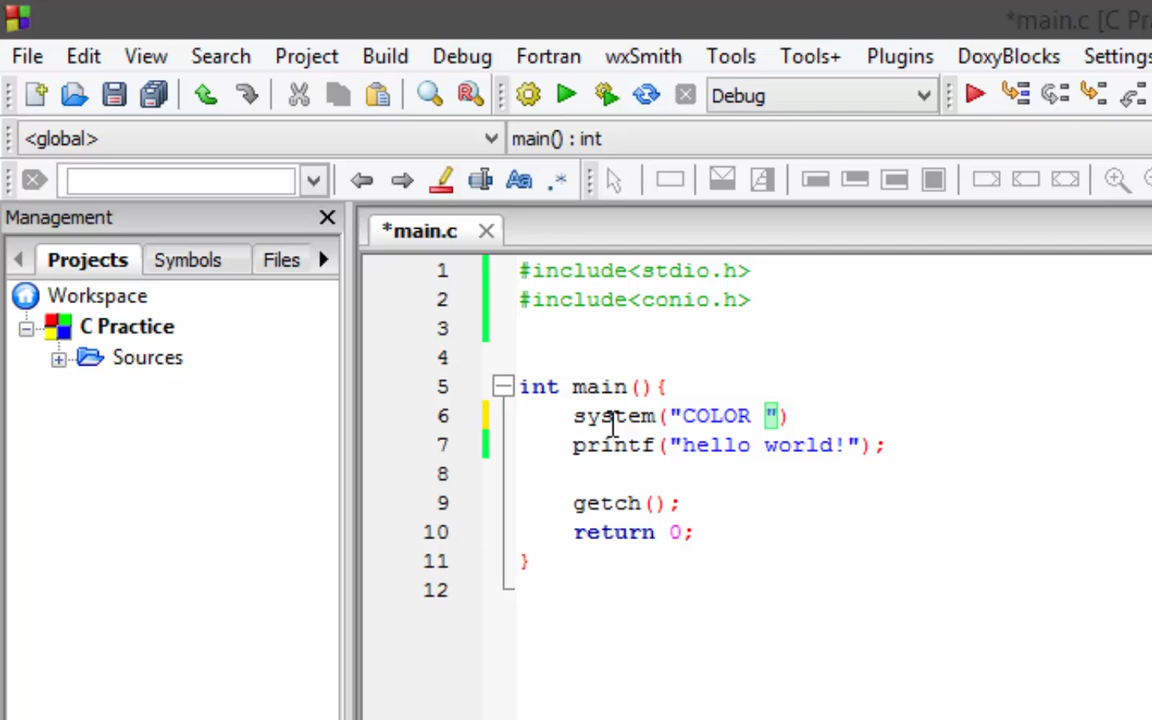 *main.c [C Pr
File Edit View Search Project Build Debug Fortran wxSmith Tools Tools+ Plugins DoxyBlocks Settings
Debug
<global> main() : int
Management
Projects Symbols Files
*main.c
Workspace
C Practice
Sources
1 #include<stdio.h>
2 #include<conio.h>
3
4
5 int main(){
6 system("COLOR ")
7 printf("hello world!");
8
9 getch();
10 return 0;
11 }
12